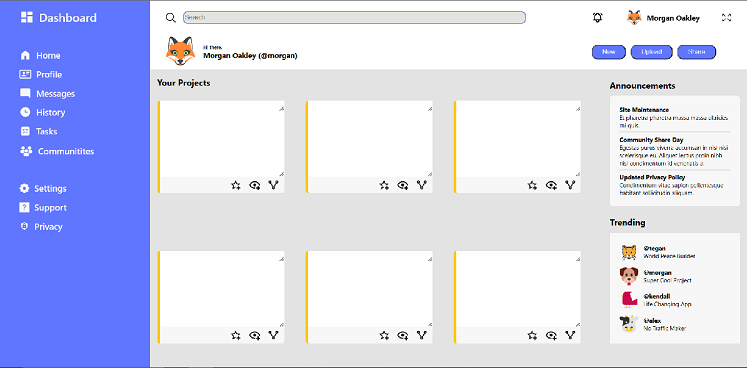 Dashboard
Home
Profile
Messages
History
Tasks
Communitites
Settings
Support
Privacy
Search
Morgan Oakley
Hi there,
Morgan Oakley (@morgan)
New
Upload
Share
Your Projects
Announcements
Site Maintenance
Et pharetra pharetra massa massa ultricies
mi quis.
Community Share Day
Egestas purus viverra accumsan in nisl nisi
scelerisque eu. Aliquet lectus proin nibh
nisl condimentum id venenatis a
Updated Privacy Policy
Condimentum vitae sapien pellentesque
habitant sollicitudin aliquam.
Trending
@tegan
World Peace Builder
@morgan
Super Cool Project
@kendall
Life Changing App
@alex
No Traffic Maker